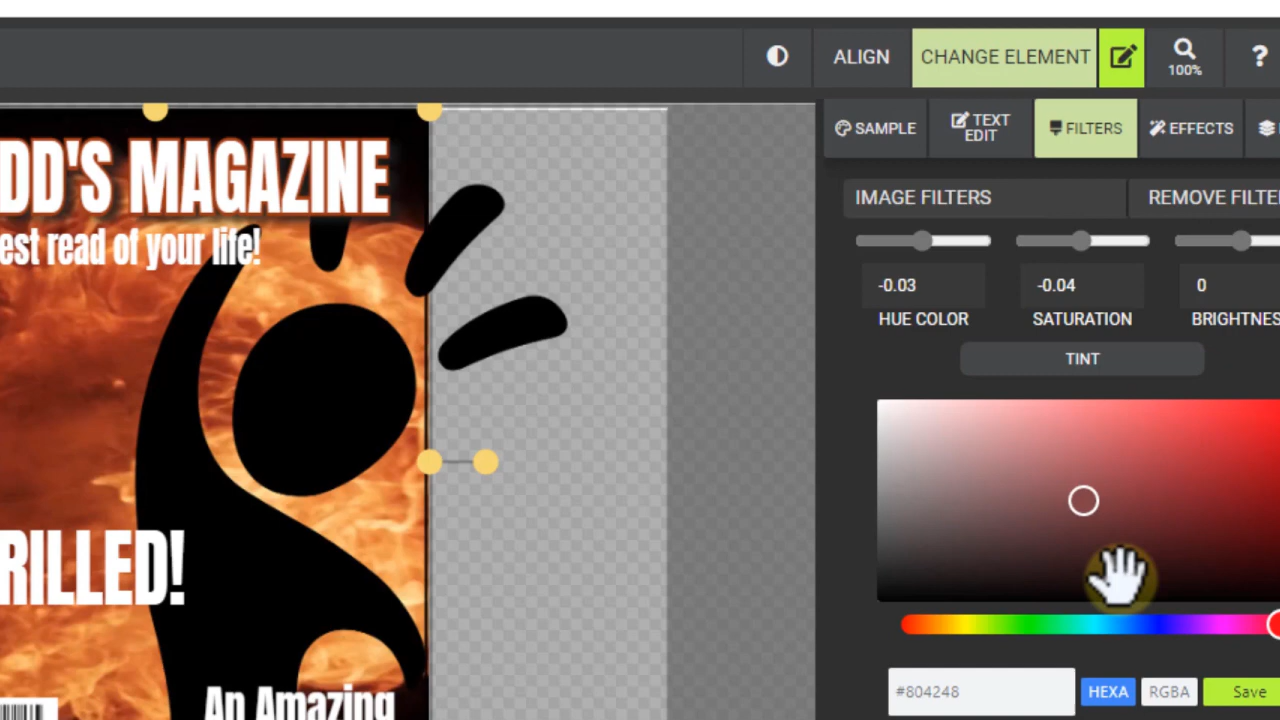 ALIGN
CHANGE ELEMENT
100%
?
SAMPLE
TEXT
EDIT
FILTERS
EFFECTS
IMAGE FILTERS
REMOVE FILTE
-0.03
-0.04
0
HUE COLOR
SATURATION
BRIGHTNES
TINT
#804248
HEXA
RGBA
Save
DD'S MAGAZINE
est read of your life!
RILLED!
An Amazing